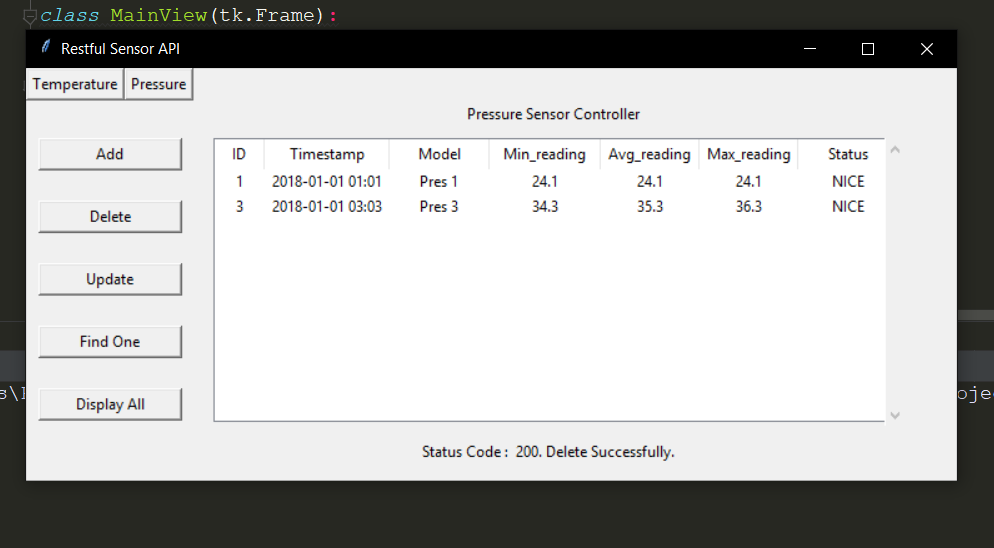 class MainView(tk.Frame):
Restful Sensor API
Temperature Pressure
Pressure Sensor Controller
Add
Delete
Update
Find One
Display All
ID Timestamp Model Min_reading Avg_reading Max_reading Status
1 2018-01-01 01:01 Pres 1 24.1 24.1 24.1 NICE
3 2018-01-01 03:03 Pres 3 34.3 35.3 36.3 NICE
Status Code : 200. Delete Successfully.